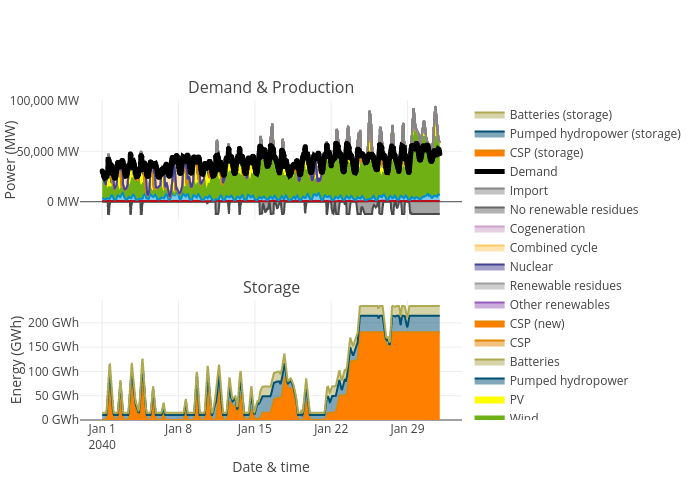 Demand & Production
100,000 MW
50,000 MW
0 MW
Power (MW)
Storage
200 GWh
150 GWh
100 GWh
50 GWh
0 GWh
Energy (GWh)
Jan 1
2040
Jan 8
Jan 15
Jan 22
Jan 29
Date & time
Batteries (storage)
Pumped hydropower (storage)
CSP (storage)
Demand
Import
No renewable residues
Cogeneration
Combined cycle
Nuclear
Renewable residues
Other renewables
CSP (new)
CSP
Batteries
Pumped hydropower
PV
Wind